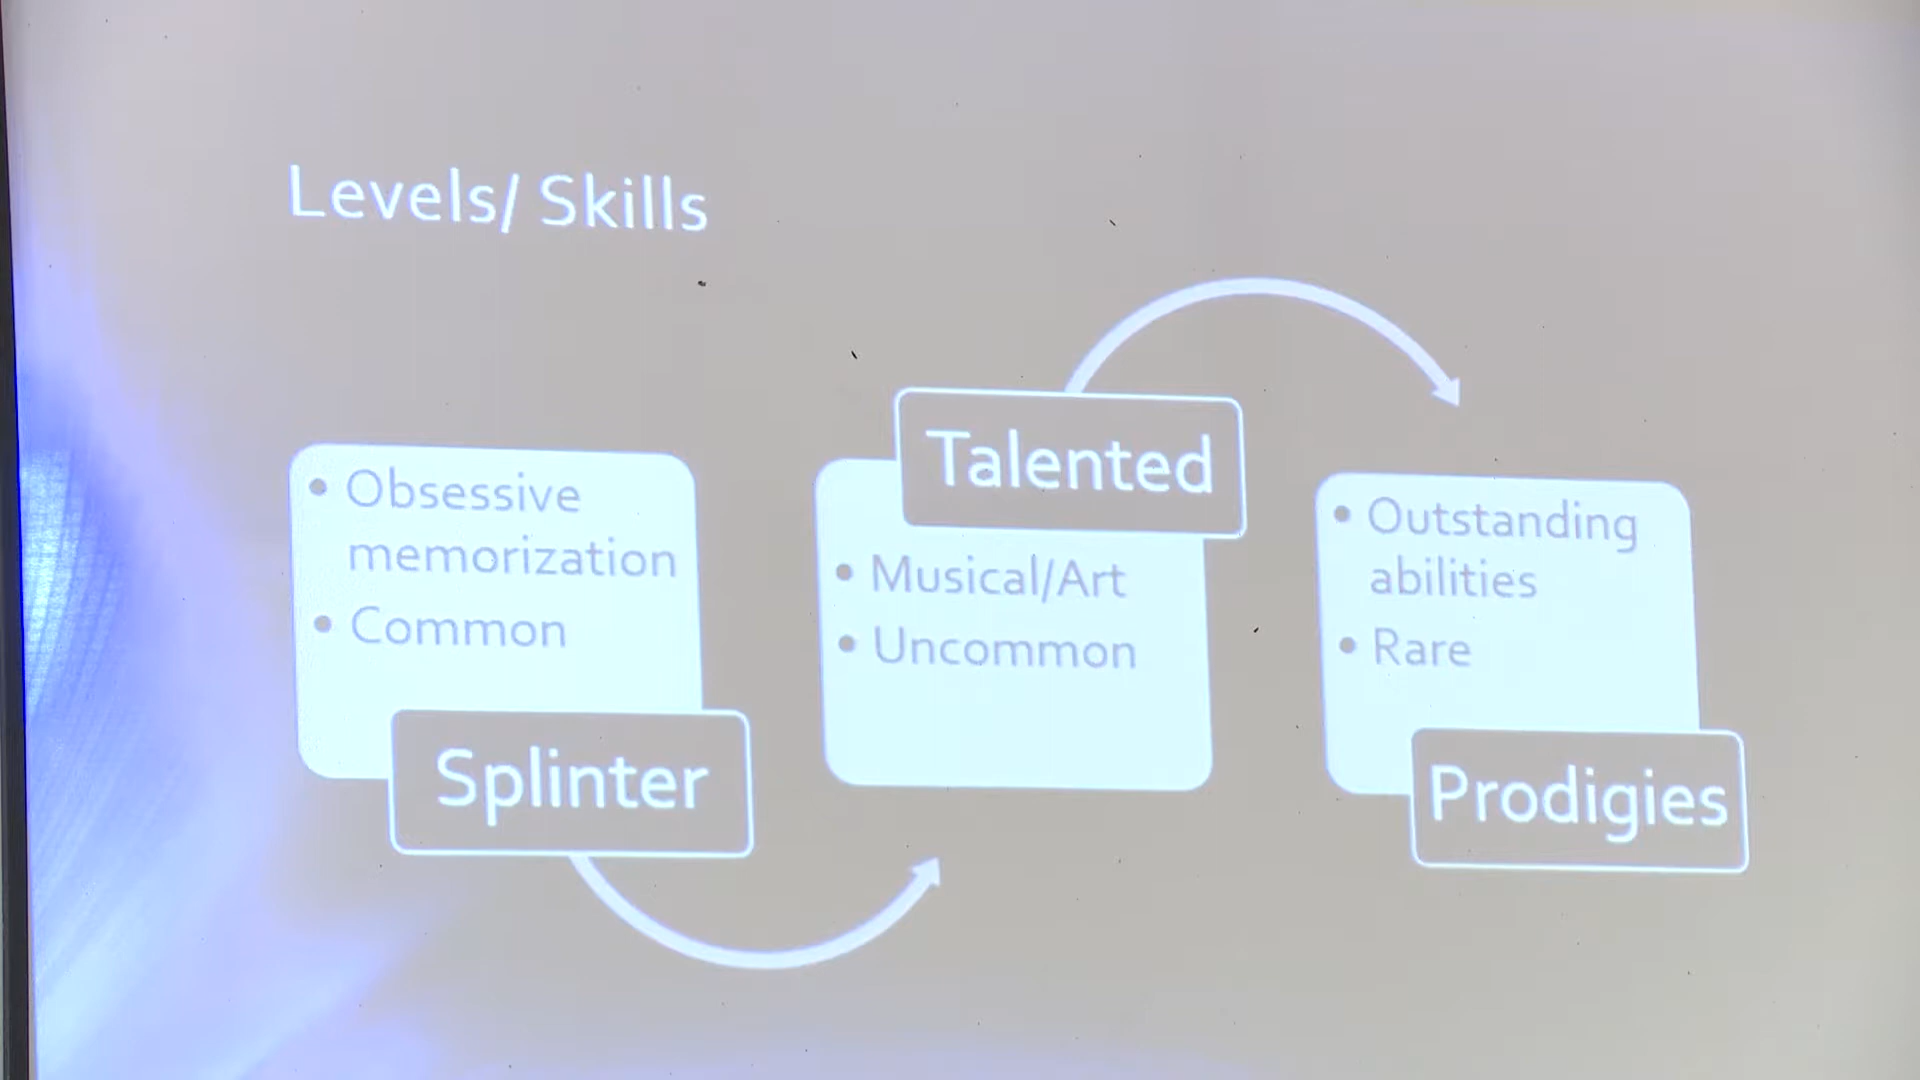 Levels/ Skills
• Obsessive
memorization
• Common
Splinter
Talented
• Musical/Art
• Uncommon
• Outstanding
abilities
• Rare
Prodigies